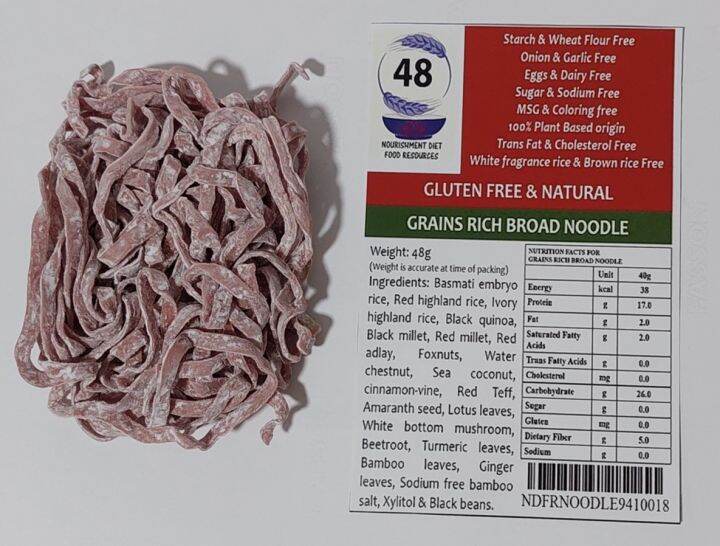 48
NOURISHMENT DIET
FOOD RESOURCES
Starch & Wheat Flour Free
Onion & Garlic Free
Eggs & Dairy Free
Sugar & Sodium Free
MSG & Coloring free
100% Plant Based origin
Trans Fat & Cholesterol Free
White fragrance rice & Brown rice Free
GLUTEN FREE & NATURAL
GRAINS RICH BROAD NOODLE
Weight: 48g
(Weight is accurate at time of packing)
Ingredients: Basmati embryo
rice, Red highland rice, Ivory
highland rice, Black quinoa,
Black millet, Red millet, Red
adlay, Foxnuts, Water
chestnut, Sea coconut,
cinnamon-vine, Red Teff,
Amaranth seed, Lotus leaves,
White bottom mushroom,
Beetroot, Turmeric leaves,
Bamboo leaves, Ginger
leaves, Sodium free bamboo
salt, Xylitol & Black beans.
NUTRITION FACTS FOR
GRAINS RICH BROAD NOODLE
Unit 40g
Energy kcal 38
Protein g 17.0
Fat g 2.0
Saturated Fatty
Acids g 2.0
Trans Fatty Acids g 0.0
Cholesterol mg 0.0
Carbohydrate g 26.0
Sugar g 0.0
Gluten mg 0.0
Dietary Fiber g 5.0
Sodium g 0.0
NDFRNOODLE9410018